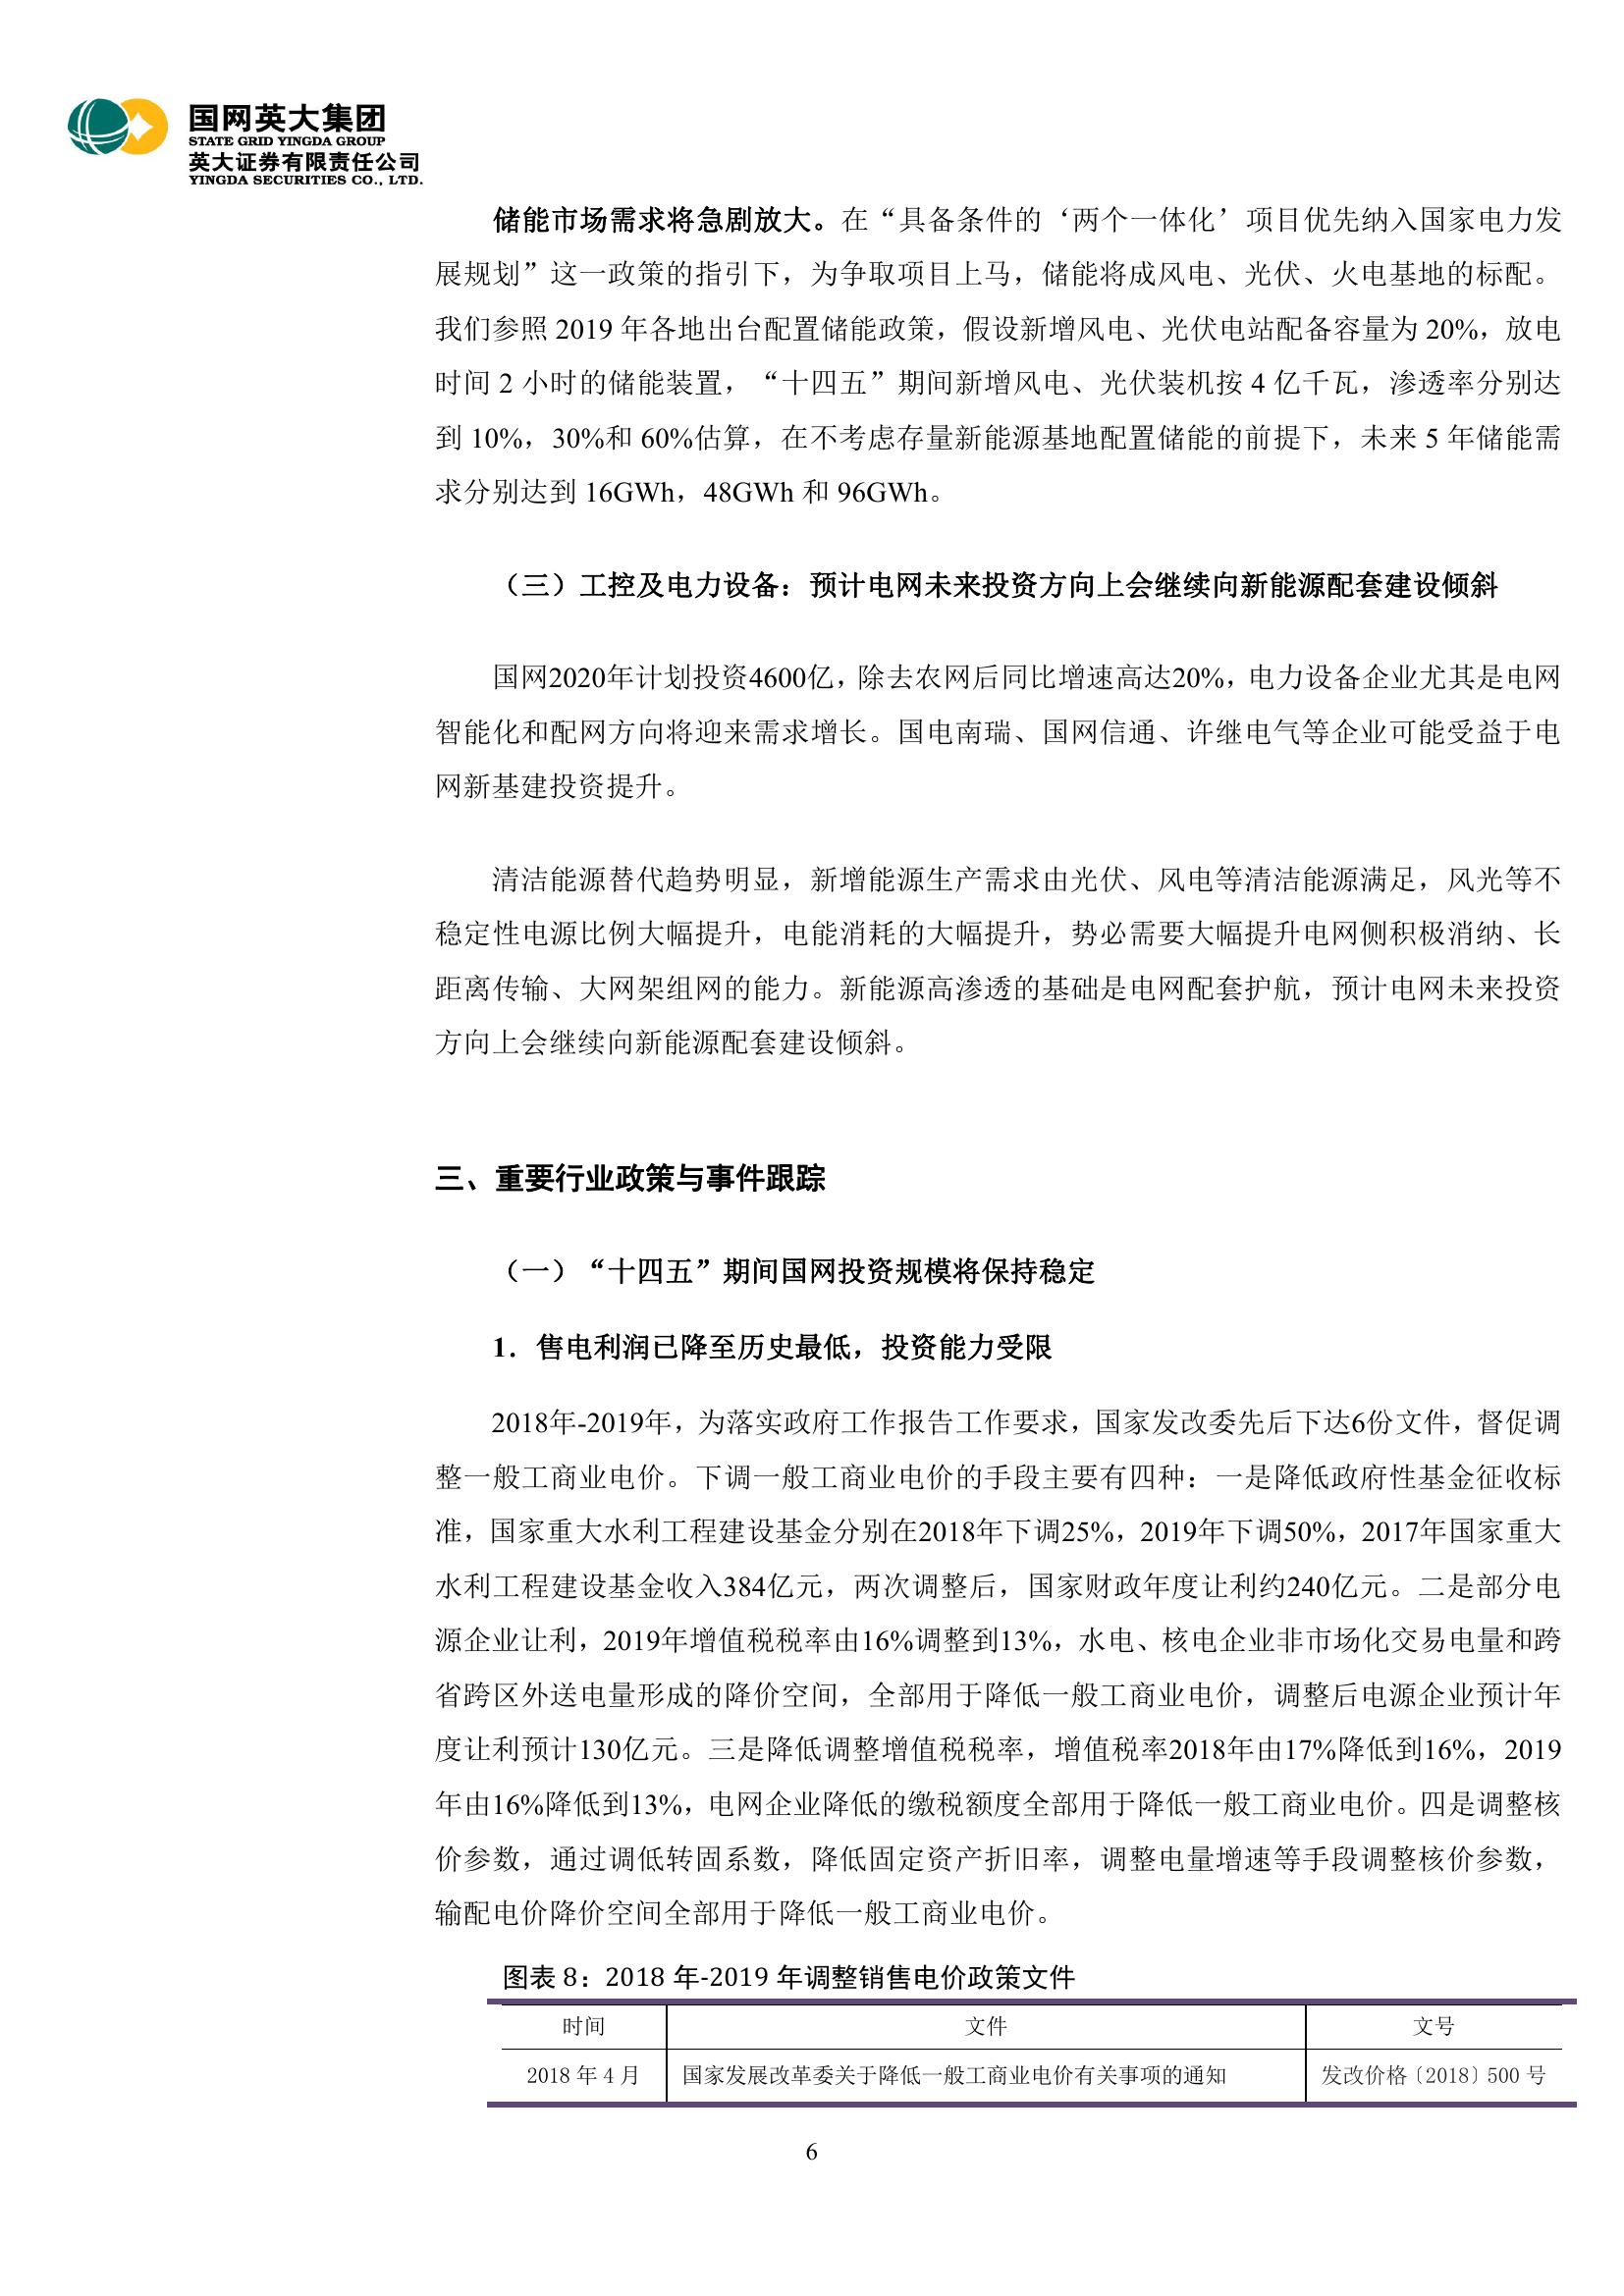 国网英大集团
STATE GRID YINGDA GROUP
英大证券有限责任公司
YINGDA SECURITIES CO., LTD.
储能市场需求将急剧放大。在“具备条件的‘两个一体化’项目优先纳入国家电力发
展规划”这一政策的指引下，为争取项目上马，储能将成风电、光伏、火电基地的标配。
我们参照 2019 年各地出台配置储能政策，假设新增风电、光伏电站配备容量为 20%，放电
时间 2 小时的储能装置，“十四五”期间新增风电、光伏装机按 4 亿千瓦，渗透率分别达
到 10%，30%和 60%估算，在不考虑存量新能源基地配置储能的前提下，未来 5 年储能需
求分别达到 16GWh，48GWh 和 96GWh。
（三）工控及电力设备：预计电网未来投资方向上会继续向新能源配套建设倾斜
国网2020年计划投资4600亿，除去农网后同比增速高达20%，电力设备企业尤其是电网
智能化和配网方向将迎来需求增长。国电南瑞、国网信通、许继电气等企业可能受益于电
网新基建投资提升。
清洁能源替代趋势明显，新增能源生产需求由光伏、风电等清洁能源满足，风光等不
稳定性电源比例大幅提升，电能消耗的大幅提升，势必需要大幅提升电网侧积极消纳、长
距离传输、大网架组网的能力。新能源高渗透的基础是电网配套护航，预计电网未来投资
方向上会继续向新能源配套建设倾斜。
三、重要行业政策与事件跟踪
（一）“十四五”期间国网投资规模将保持稳定
1．售电利润已降至历史最低，投资能力受限
2018年-2019年，为落实政府工作报告工作要求，国家发改委先后下达6份文件，督促调
整一般工商业电价。下调一般工商业电价的手段主要有四种：一是降低政府性基金征收标
准，国家重大水利工程建设基金分别在2018年下调25%，2019年下调50%，2017年国家重大
水利工程建设基金收入384亿元，两次调整后，国家财政年度让利约240亿元。二是部分电
源企业让利，2019年增值税税率由16%调整到13%，水电、核电企业非市场化交易电量和跨
省跨区外送电量形成的降价空间，全部用于降低一般工商业电价，调整后电源企业预计年
度让利预计130亿元。三是降低调整增值税税率，增值税率2018年由17%降低到16%，2019
年由16%降低到13%，电网企业降低的缴税额度全部用于降低一般工商业电价。四是调整核
价参数，通过调低转固系数，降低固定资产折旧率，调整电量增速等手段调整核价参数，
输配电价降价空间全部用于降低一般工商业电价。
图表 8：2018 年-2019 年调整销售电价政策文件
时间 文件 文号
2018 年 4 月 国家发展改革委关于降低一般工商业电价有关事项的通知 发改价格〔2018〕500 号
6